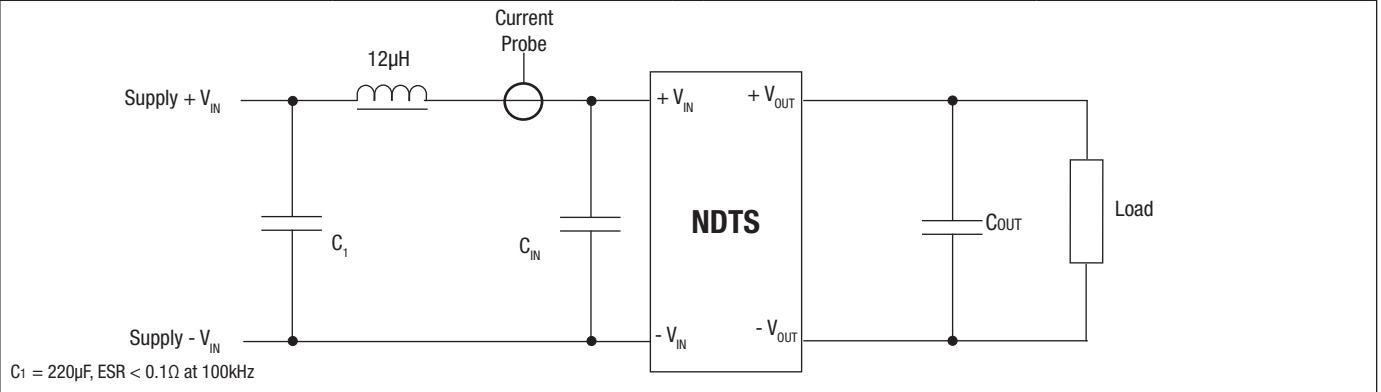 Current
Probe
12µH
Supply + VIN
+ VIN
+ VOUT
NDTS
C1
CIN
COUT
Load
Supply - VIN
- VIN
- VOUT
C1 = 220µF, ESR < 0.1Ω at 100kHz